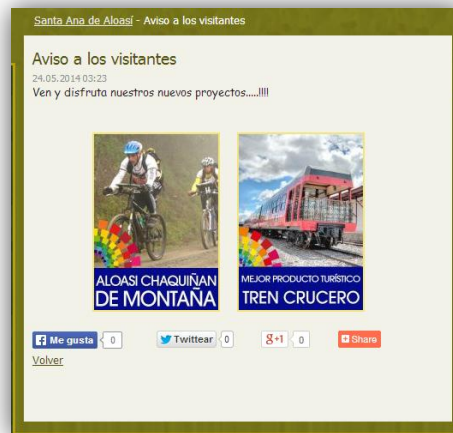 Santa Ana de Aloasí - Aviso a los visitantes
Aviso a los visitantes
24.05.2014 03:23
Ven y disfruta nuestros nuevos proyectos.....!!!!
ALOASI CHAQUIÑAN
DE MONTAÑA
MEJOR PRODUCTO TURÍSTICO
TREN CRUCERO
Me gusta 0
Twittear 0
g+1 0
Share
Volver